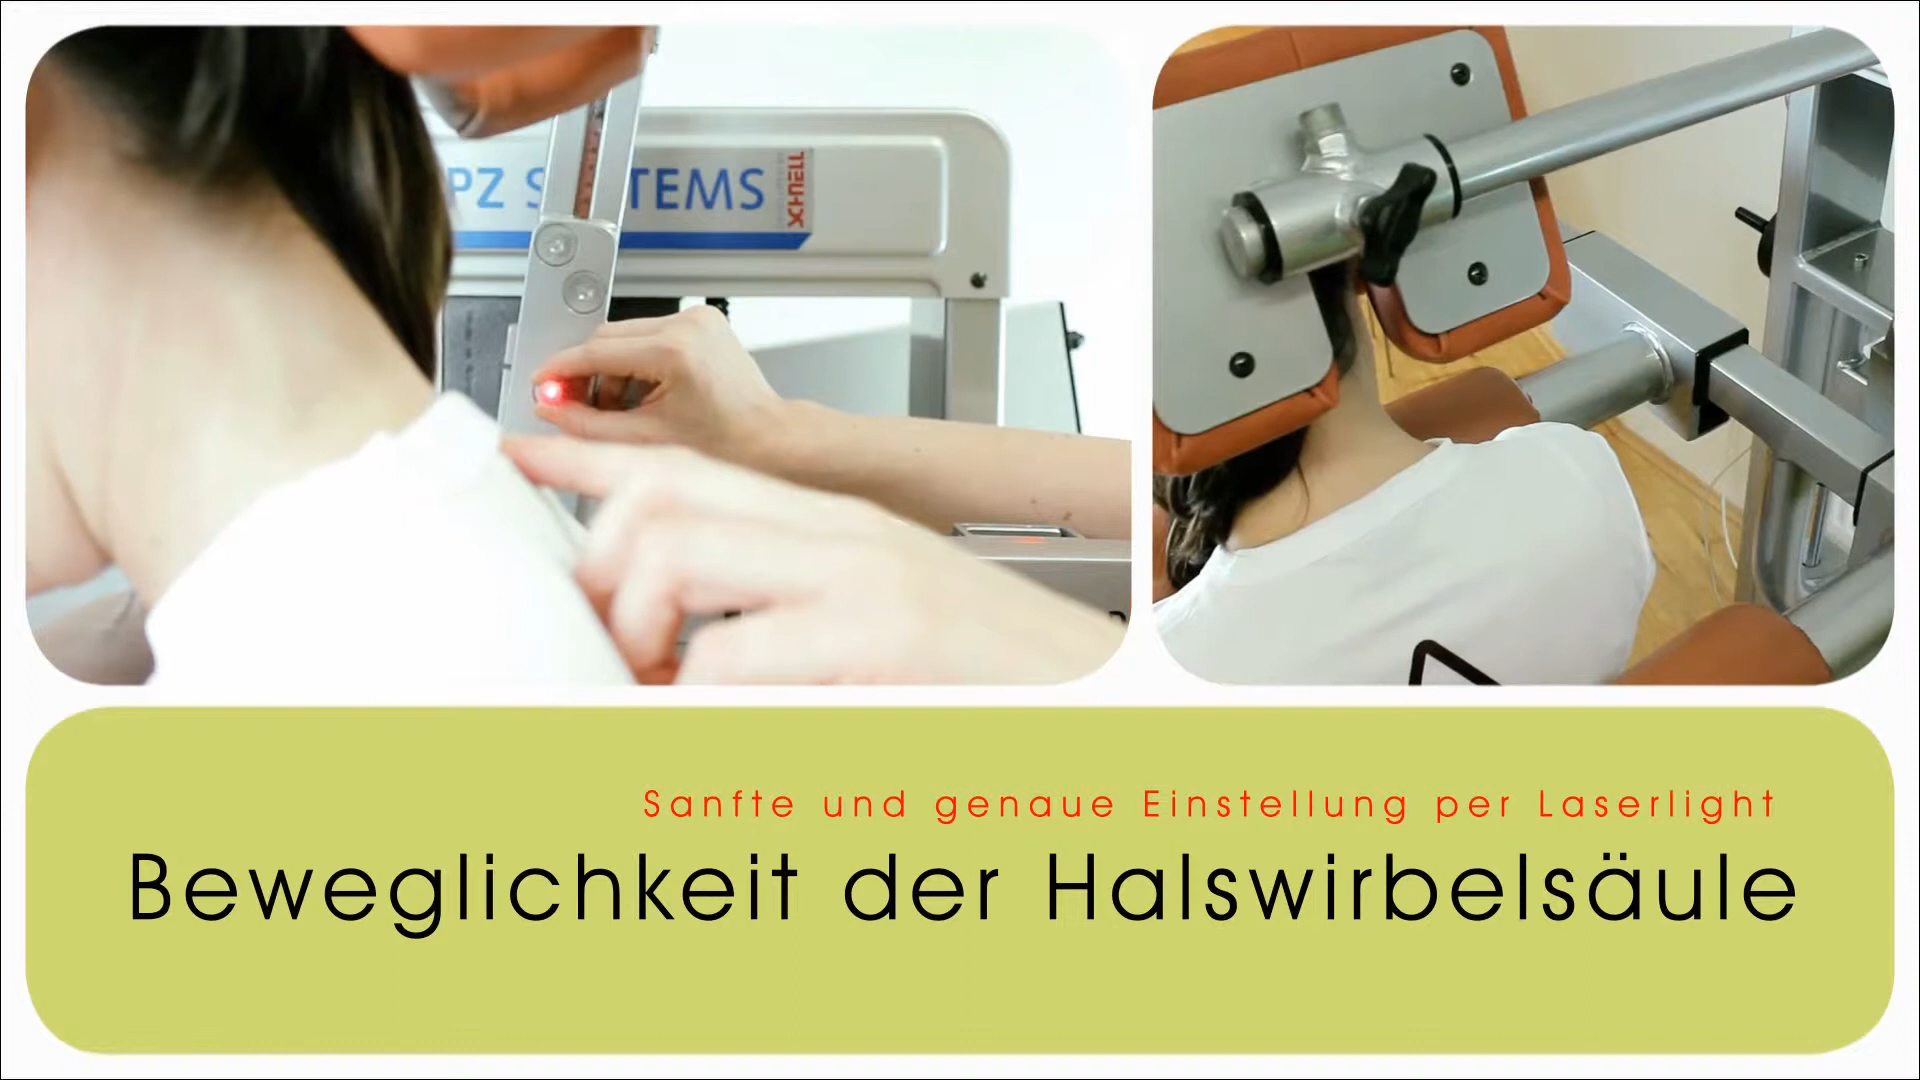 PZ S TEMS
SCHNELL
Sanfte und genaue Einstellung per Laserlight
Beweglichkeit der Halswirbelsäule